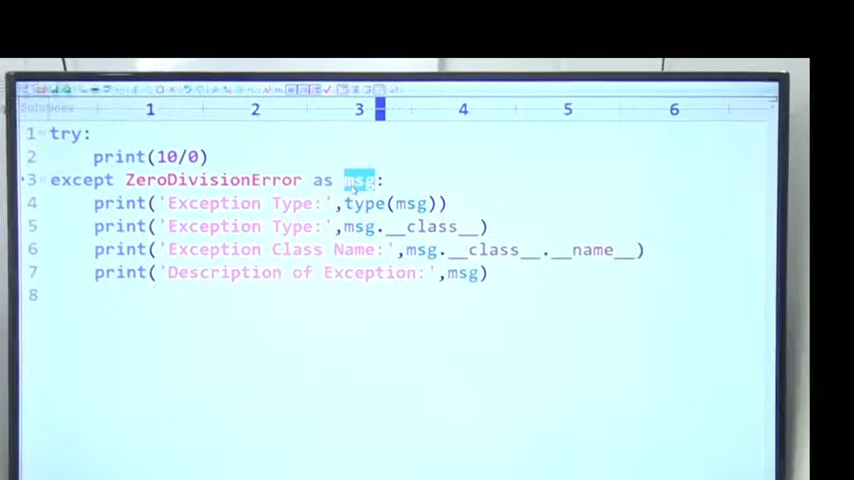 1 2 3 4 5 6
1 try:
2 print(10/0)
3 except ZeroDivisionError as msg:
4 print('Exception Type:',type(msg))
5 print('Exception Type:',msg.__class__)
6 print('Exception Class Name:',msg.__class__.__name__)
7 print('Description of Exception:',msg)
8